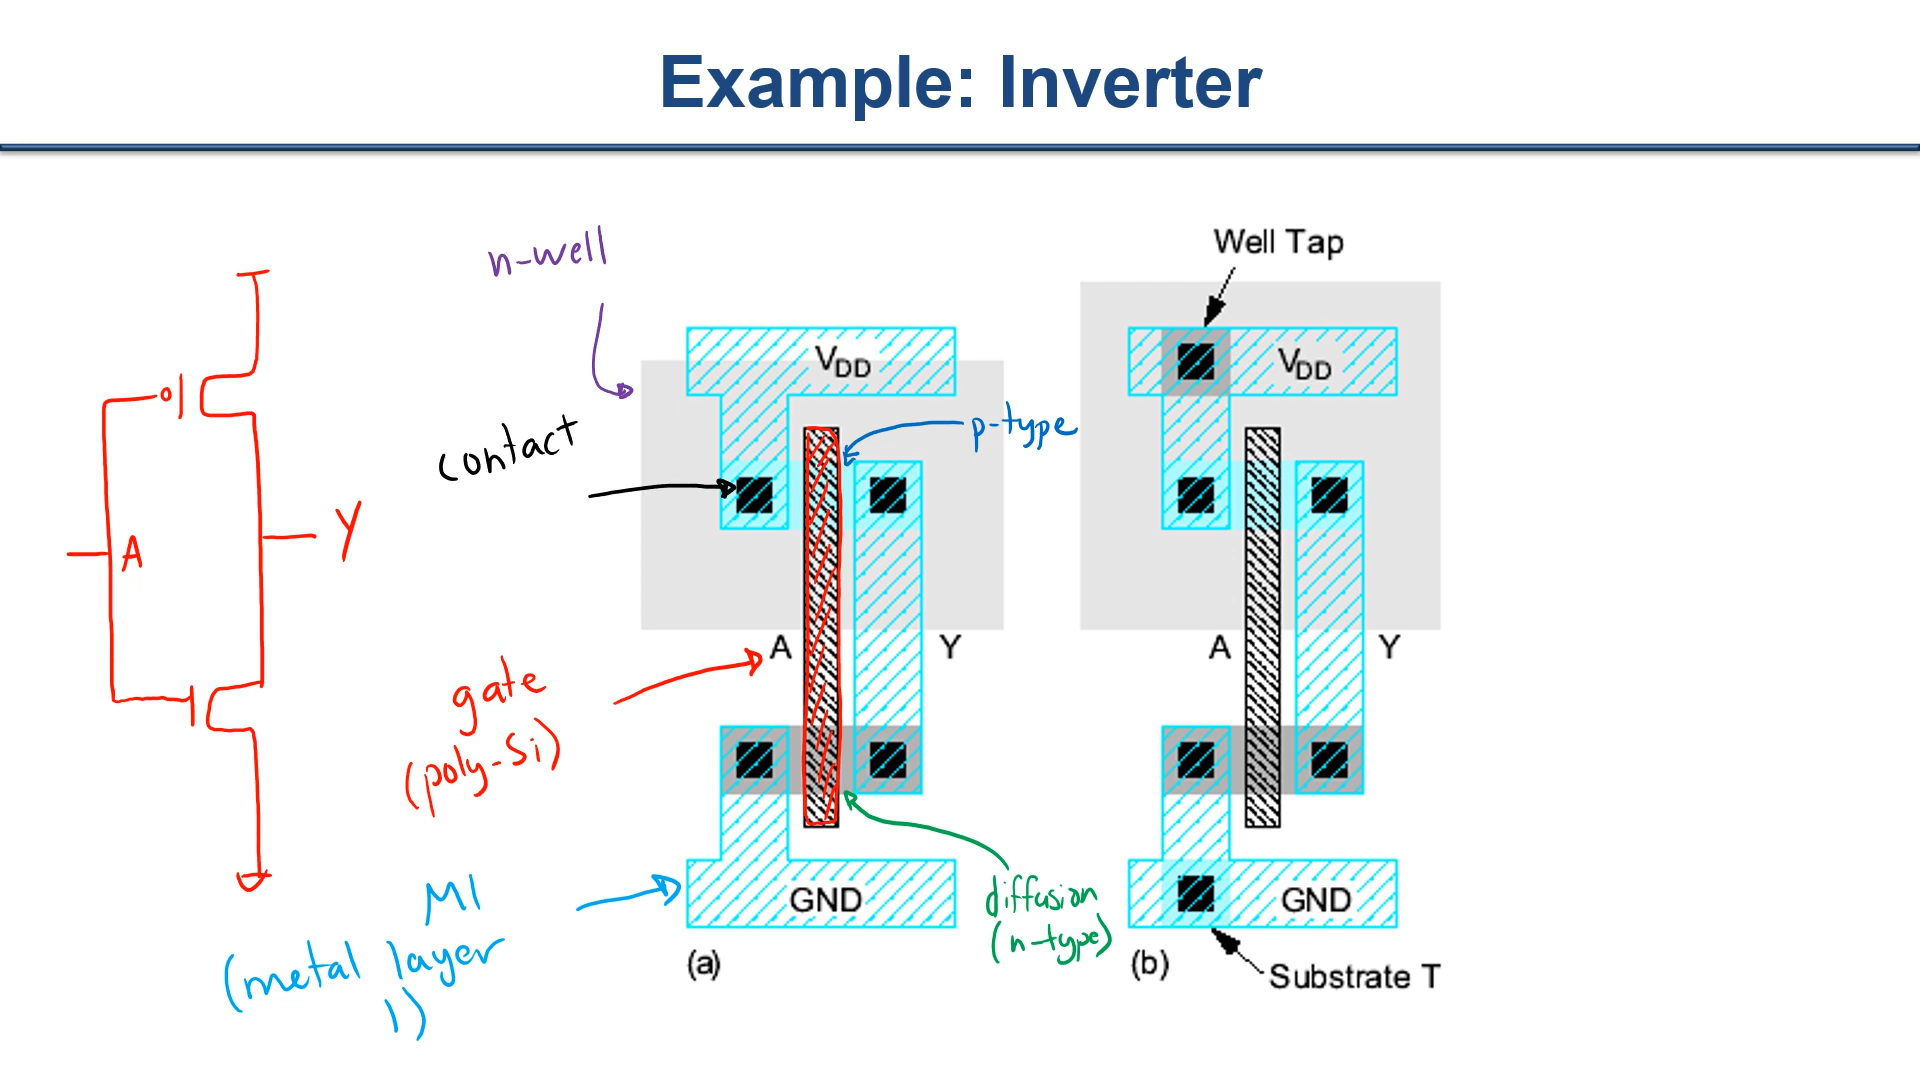 Example: Inverter
n-well
Well Tap
VDD
VDD
contact
p-type
A
Y
A
Y
A
Y
gate
(poly-Si)
M1
(metal layer
1)
GND
diffusion
(n-type)
GND
(a)
(b)
Substrate T